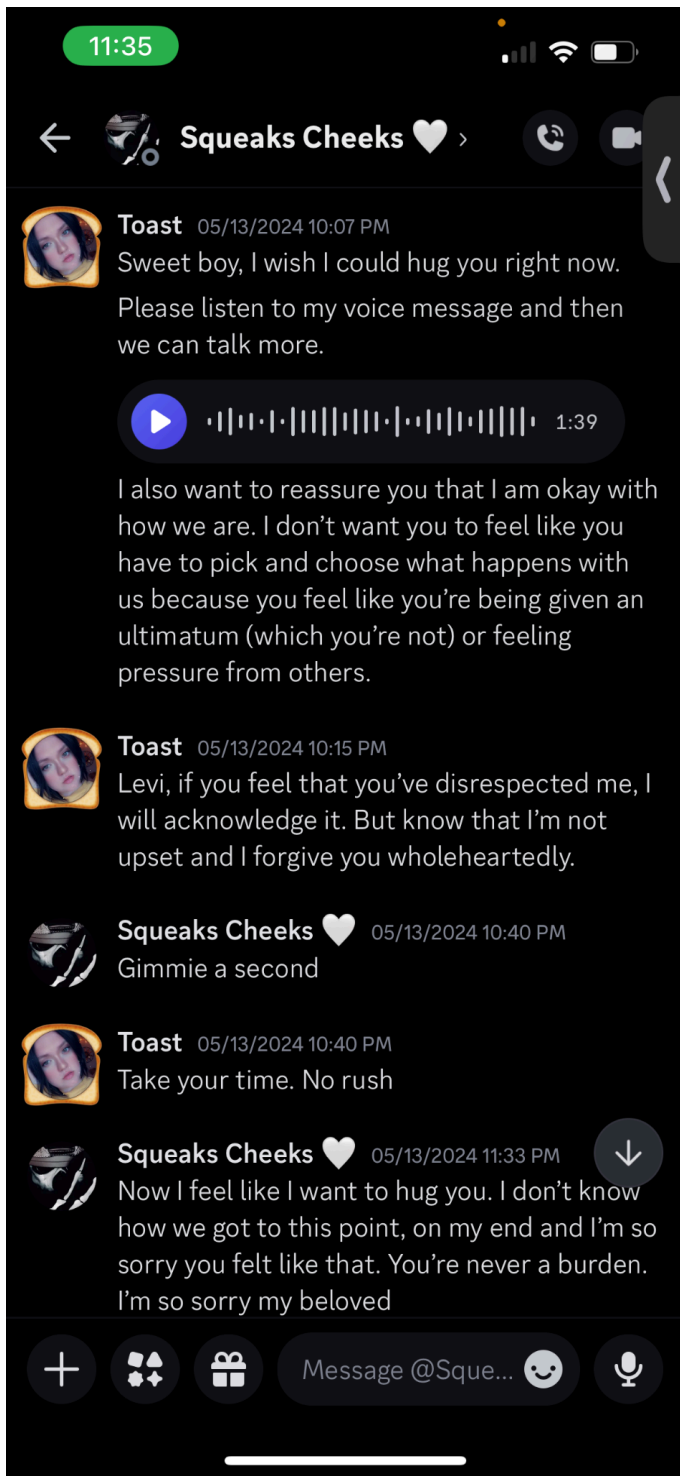 11:35
Squeaks Cheeks 🤍 ›
Toast 05/13/2024 10:07 PM
Sweet boy, I wish I could hug you right now.
Please listen to my voice message and then
we can talk more.
1:39
I also want to reassure you that I am okay with
how we are. I don’t want you to feel like you
have to pick and choose what happens with
us because you feel like you’re being given an
ultimatum (which you’re not) or feeling
pressure from others.
Toast 05/13/2024 10:15 PM
Levi, if you feel that you’ve disrespected me, I
will acknowledge it. But know that I’m not
upset and I forgive you wholeheartedly.
Squeaks Cheeks 🤍 05/13/2024 10:40 PM
Gimmie a second
Toast 05/13/2024 10:40 PM
Take your time. No rush
Squeaks Cheeks 🤍 05/13/2024 11:33 PM
Now I feel like I want to hug you. I don’t know
how we got to this point, on my end and I’m so
sorry you felt like that. You’re never a burden.
I’m so sorry my beloved
Message @Sque...